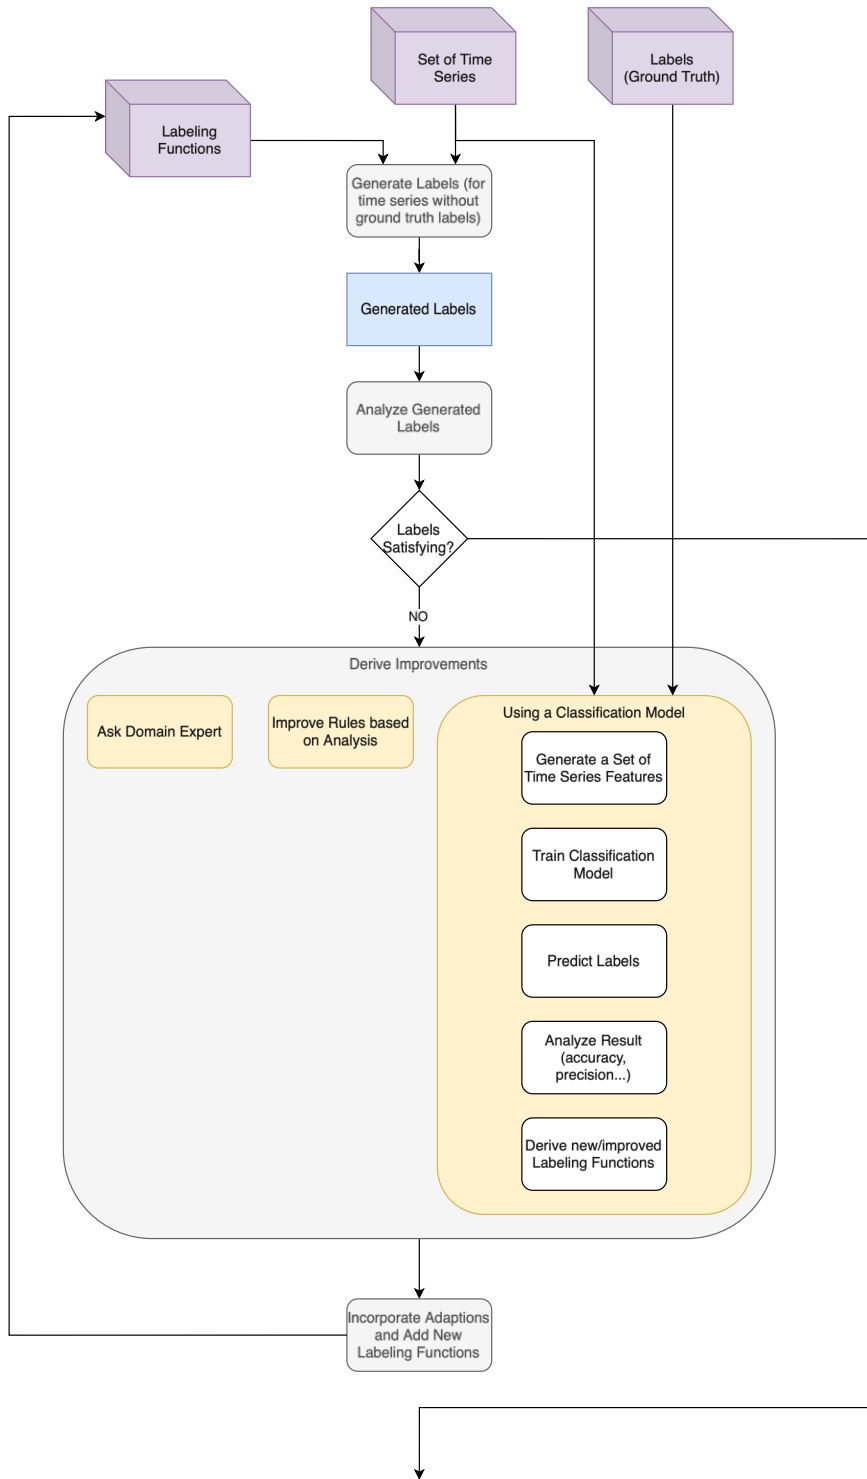 Set of Time
Series
Labels
(Ground Truth)
Labeling
Functions
Generate Labels (for
time series without
ground truth labels)
Generated Labels
Analyze Generated
Labels
Labels
Satisfying?
NO
Derive Improvements
Ask Domain Expert
Improve Rules based
on Analysis
Using a Classification Model
Generate a Set of
Time Series Features
Train Classification
Model
Predict Labels
Analyze Result
(accuracy,
precision...)
Derive new/improved
Labeling Functions
Incorporate Adaptions
and Add New
Labeling Functions